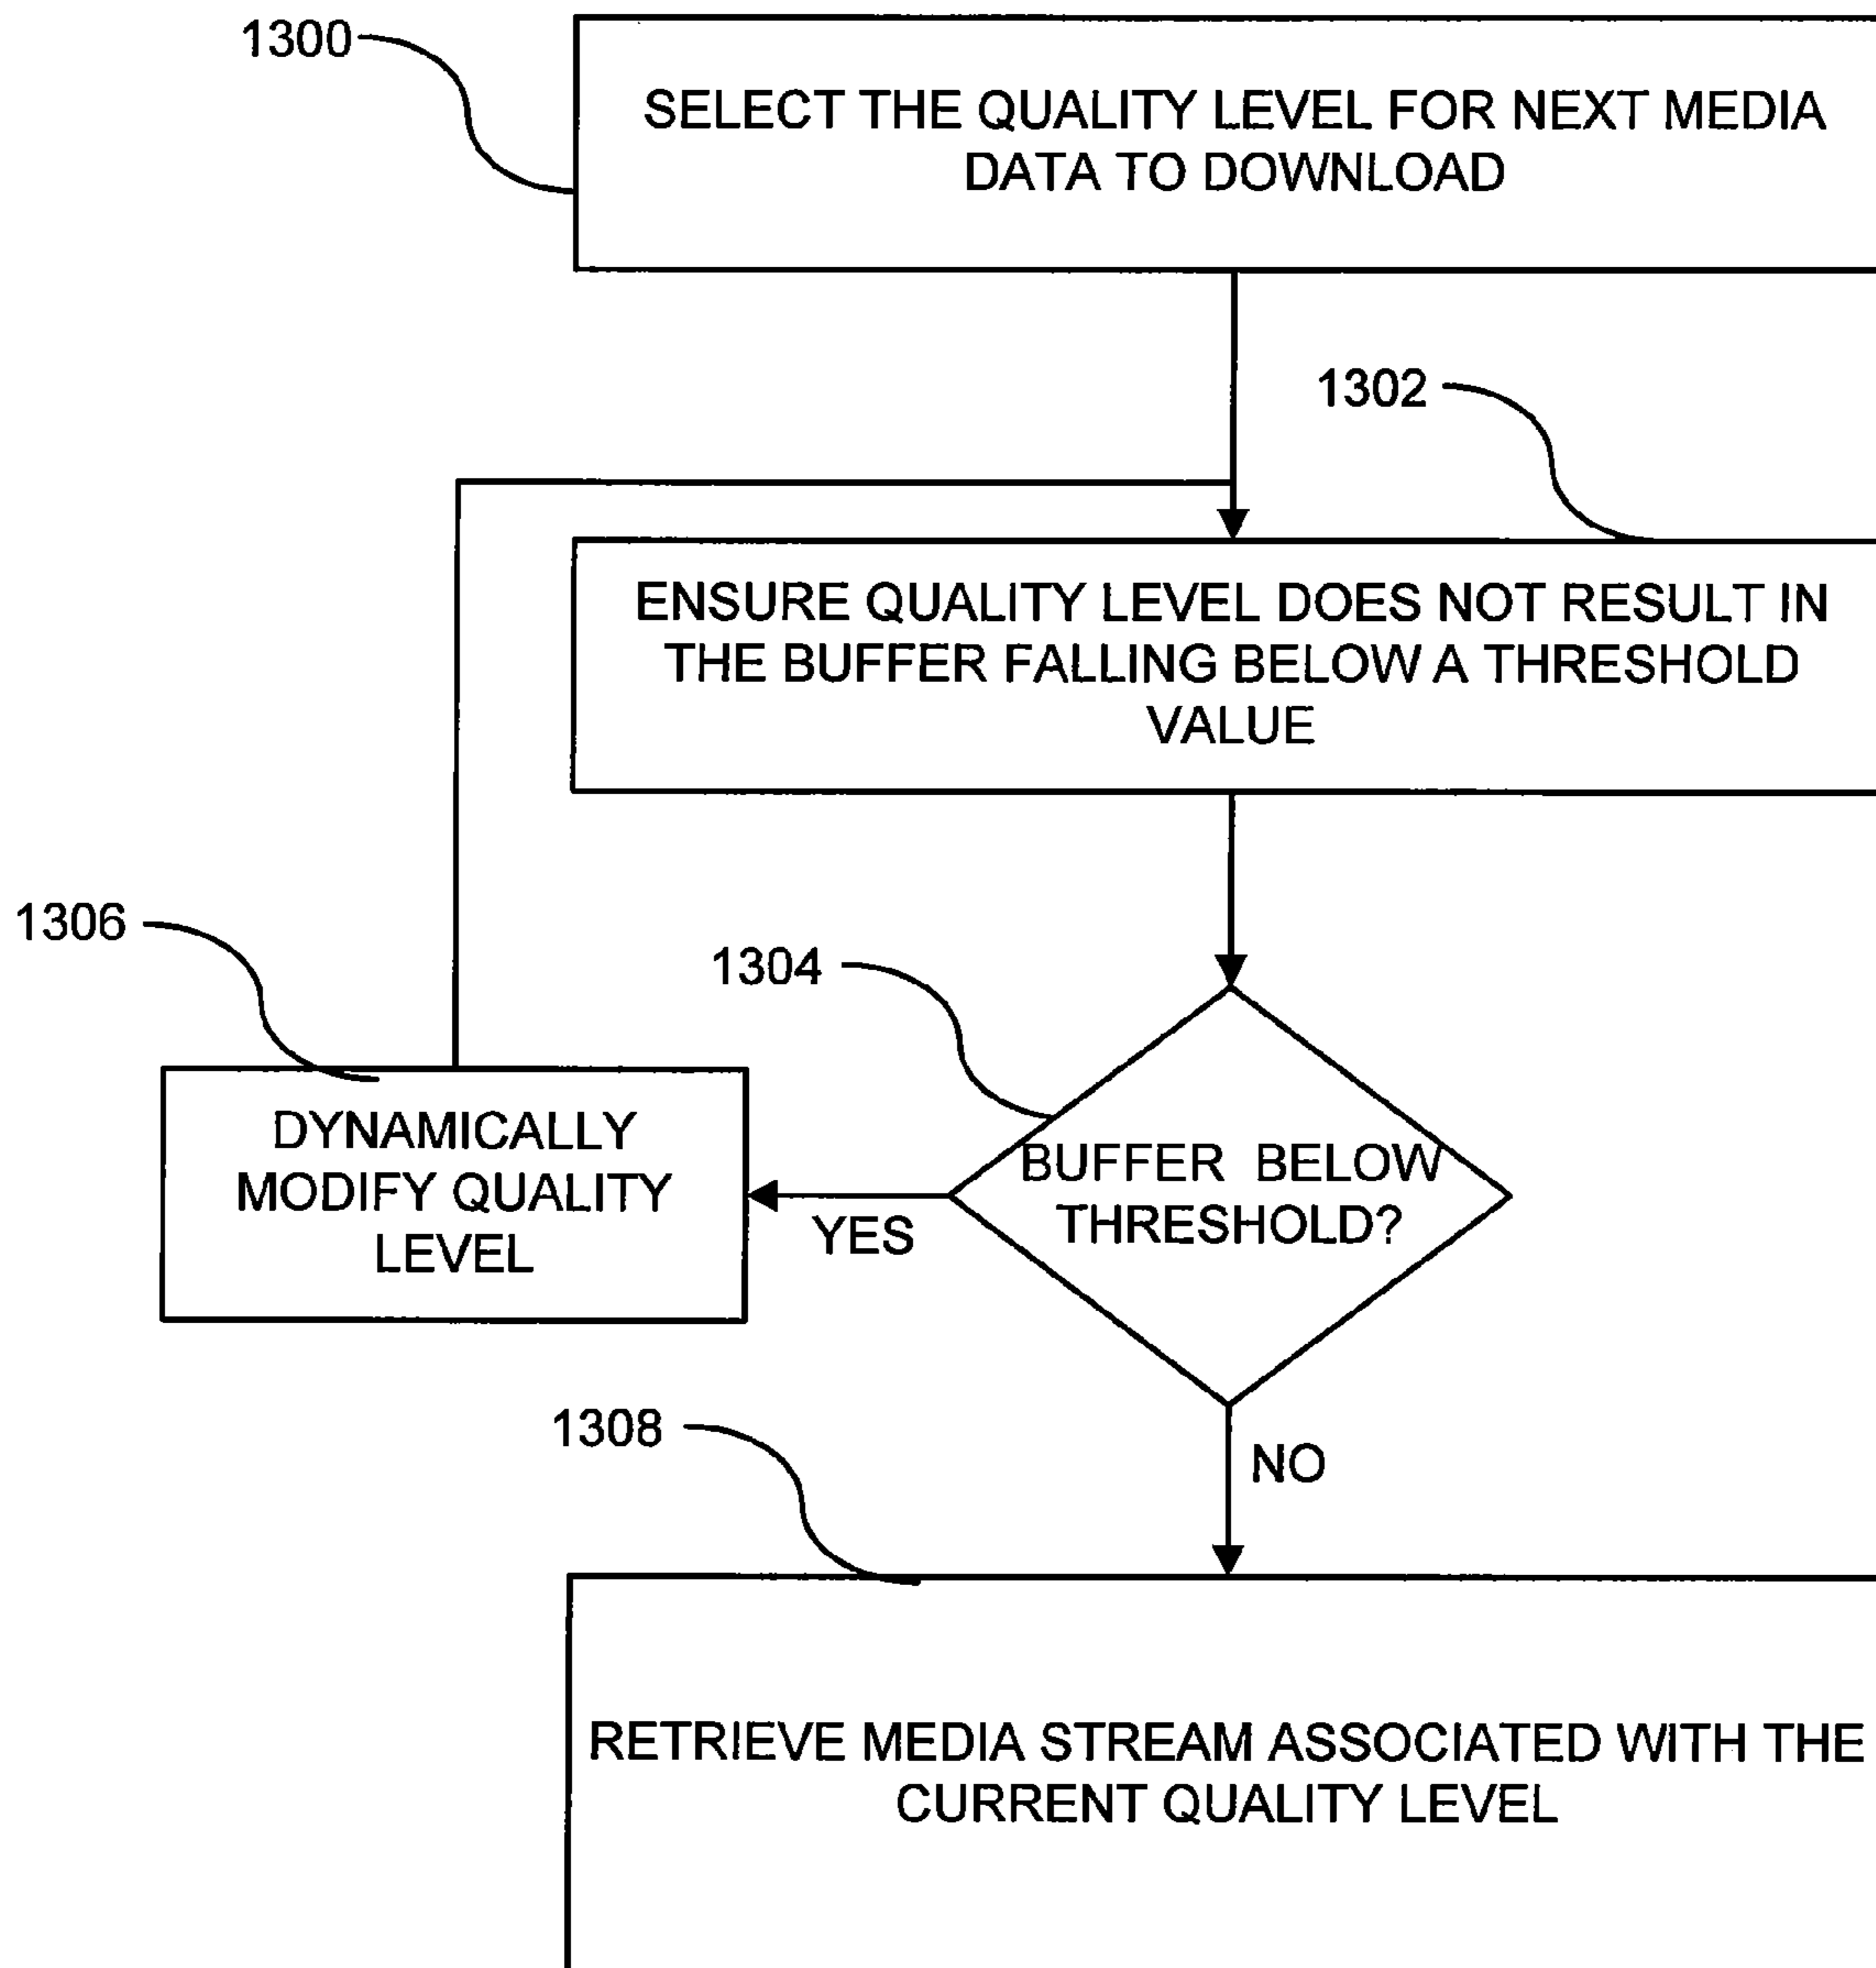 1300
SELECT THE QUALITY LEVEL FOR NEXT MEDIA
DATA TO DOWNLOAD
1302
ENSURE QUALITY LEVEL DOES NOT RESULT IN
THE BUFFER FALLING BELOW A THRESHOLD
VALUE
1306
1304
DYNAMICALLY
MODIFY QUALITY
LEVEL
BUFFER BELOW
THRESHOLD?
YES
1308
NO
RETRIEVE MEDIA STREAM ASSOCIATED WITH THE
CURRENT QUALITY LEVEL